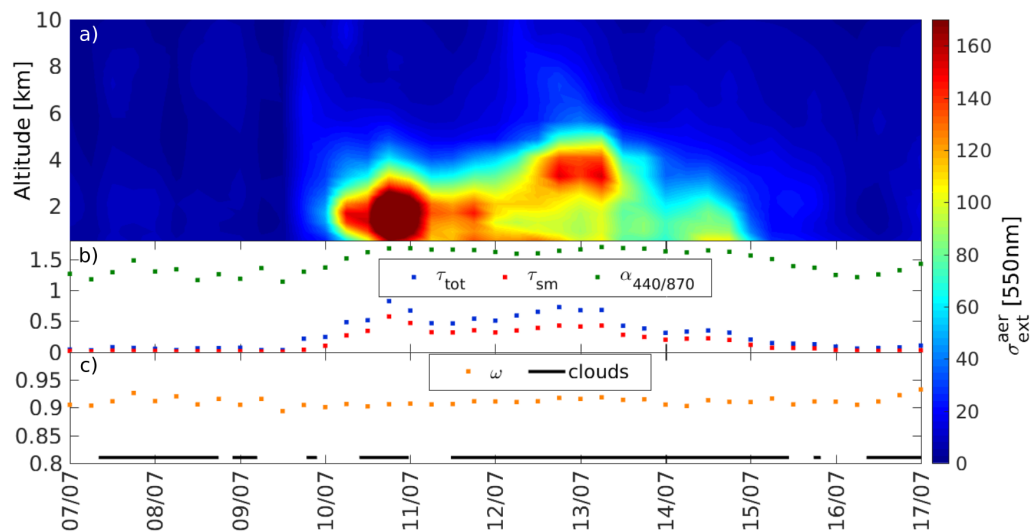 a)
10
8
6
4
2
Altitude [km]
160
140
120
100
80
60
40
20
0
σ_ext^aer [550nm]
b)
1.5
1
0.5
0
τ_tot τ_sm α_440/870
c)
0.95
0.9
0.85
0.8
ω clouds
07/07 08/07 09/07 10/07 11/07 12/07 13/07 14/07 15/07 16/07 17/07